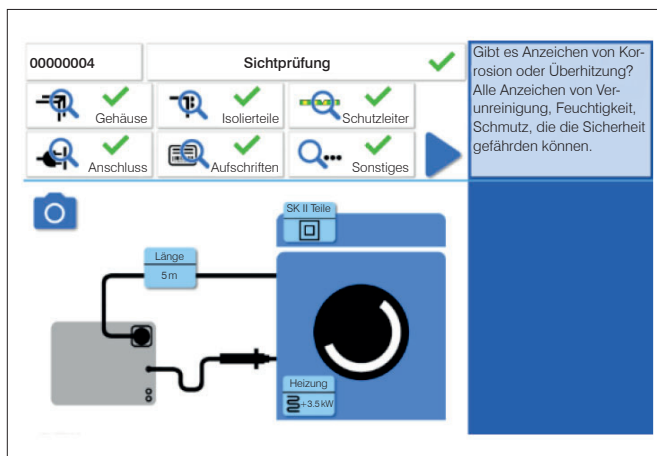 00000004
Sichtprüfung
Gehäuse
Isolierteile
Schutzleiter
Anschluss
Aufschriften
Sonstiges
Gibt es Anzeichen von Kor-
rosion oder Überhitzung?
Alle Anzeichen von Ver-
unreinigung, Feuchtigkeit,
Schmutz, die die Sicherheit
gefährden können.
SK II Teile
Länge
5 m
Heizung
+3.5 kW